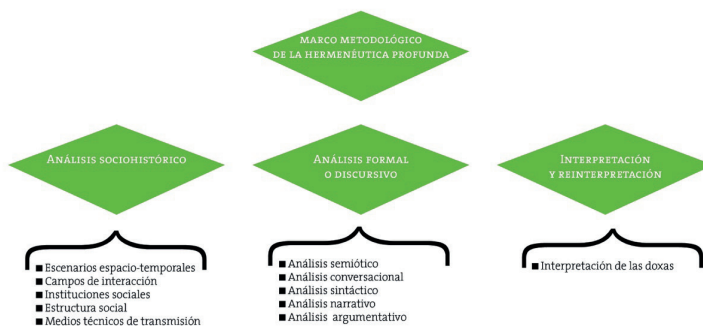 MARCO METODOLÓGICO
DE LA HERMENÉUTICA PROFUNDA
ANÁLISIS SOCIOHISTÓRICO
ANÁLISIS FORMAL
O DISCURSIVO
INTERPRETACIÓN
Y REINTERPRETACIÓN
■ Escenarios espacio-temporales
■ Campos de interacción
■ Instituciones sociales
■ Estructura social
■ Medios técnicos de transmisión
■ Análisis semiótico
■ Análisis conversacional
■ Análisis sintáctico
■ Análisis narrativo
■ Análisis argumentativo
■ Interpretación de las doxas